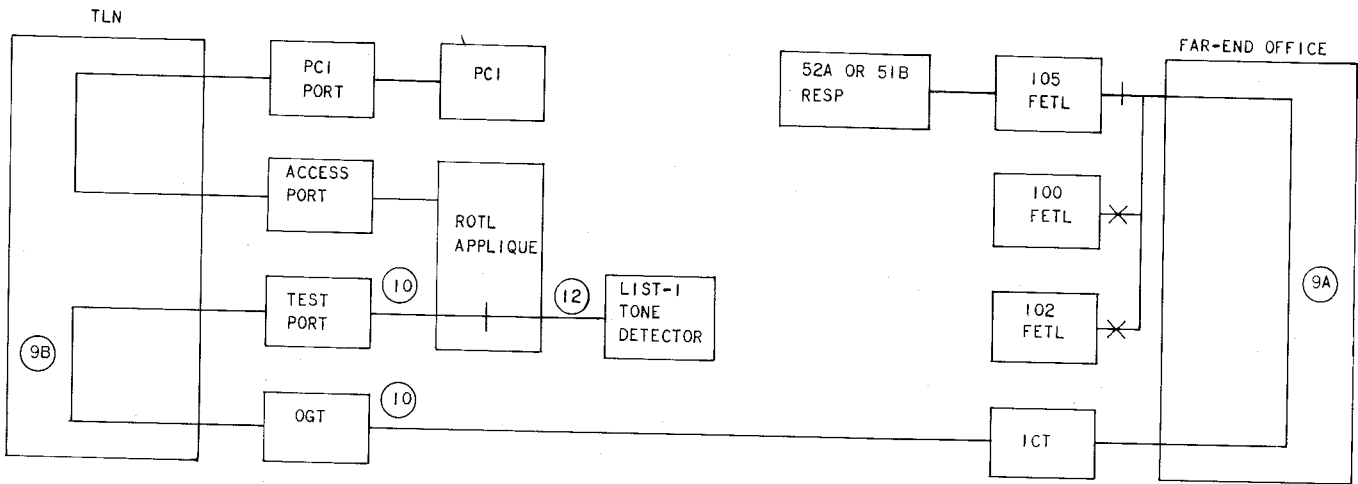 TLN
FAR-END OFFICE
PCI
PORT
PCI
52A OR 51B
RESP
105
FETL
ACCESS
PORT
ROTL
APPLIQUE
100
FETL
TEST
PORT
10
12
LIST-1
TONE
DETECTOR
102
FETL
9A
9B
OGT
10
ICT